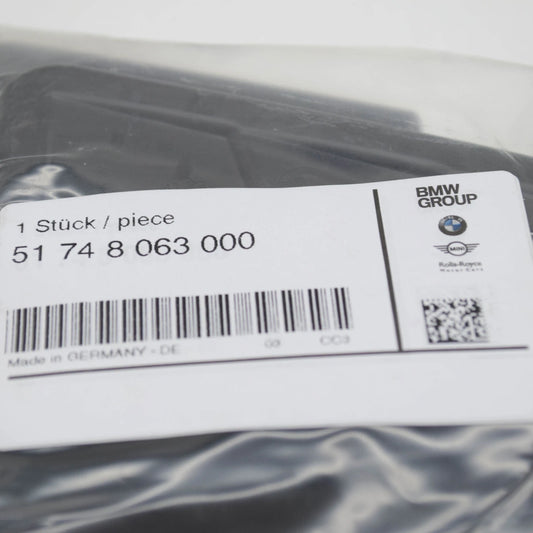 1 Stück / piece
51 74 8 063 000
Made in GERMANY - DE 03 CC3
BMW
GROUP
MINI
Rolls-Royce
Motor Cars